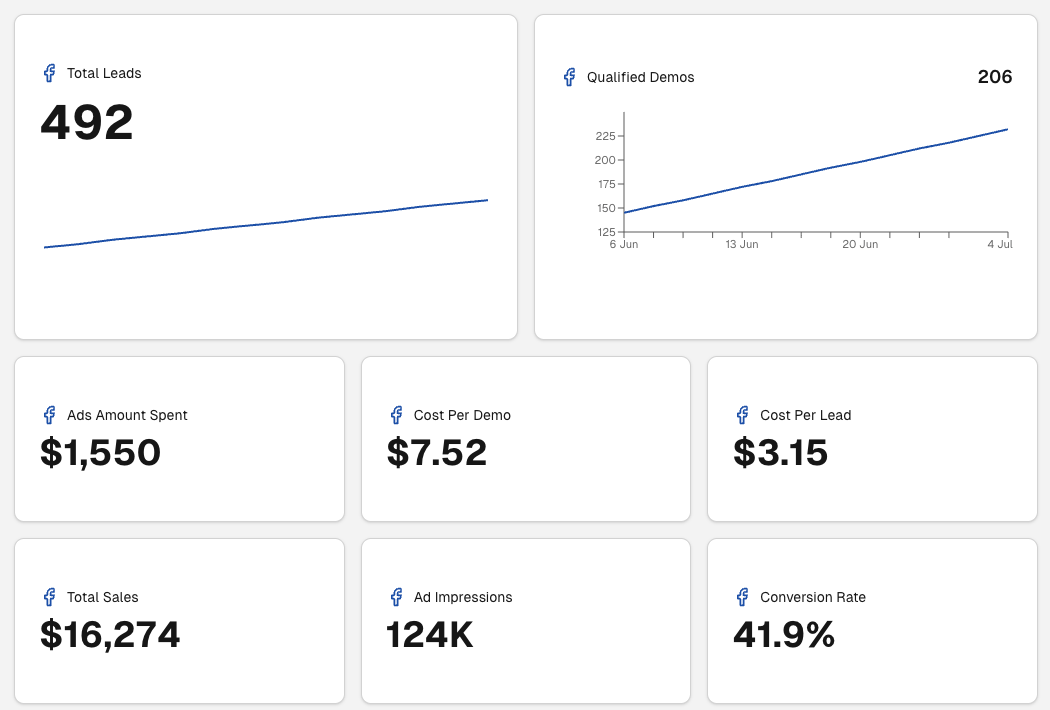 Total Leads
492
Qualified Demos
206
225
200
175
150
125
6 Jun
13 Jun
20 Jun
4 Jul
Ads Amount Spent
$1,550
Cost Per Demo
$7.52
Cost Per Lead
$3.15
Total Sales
$16,274
Ad Impressions
124K
Conversion Rate
41.9%